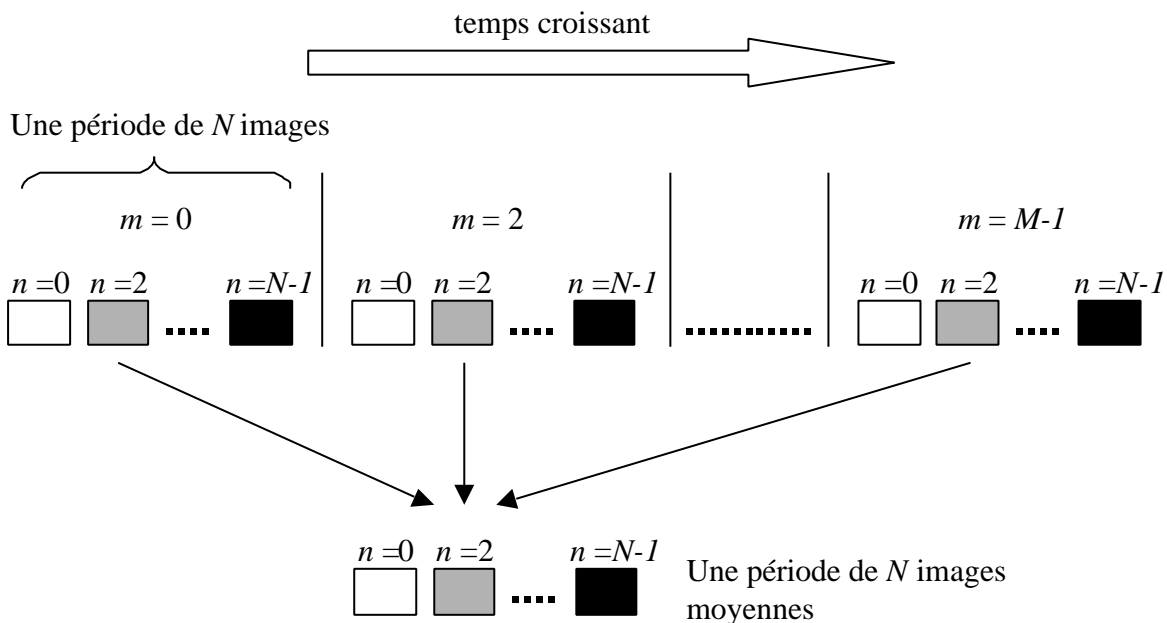 temps croissant
Une période de N images
m = 0 m = 2 m = M-1
n =0 n =2 n =N-1 n =0 n =2 n =N-1 n =0 n =2 n =N-1
n =0 n =2 n =N-1
Une période de N images
moyennes